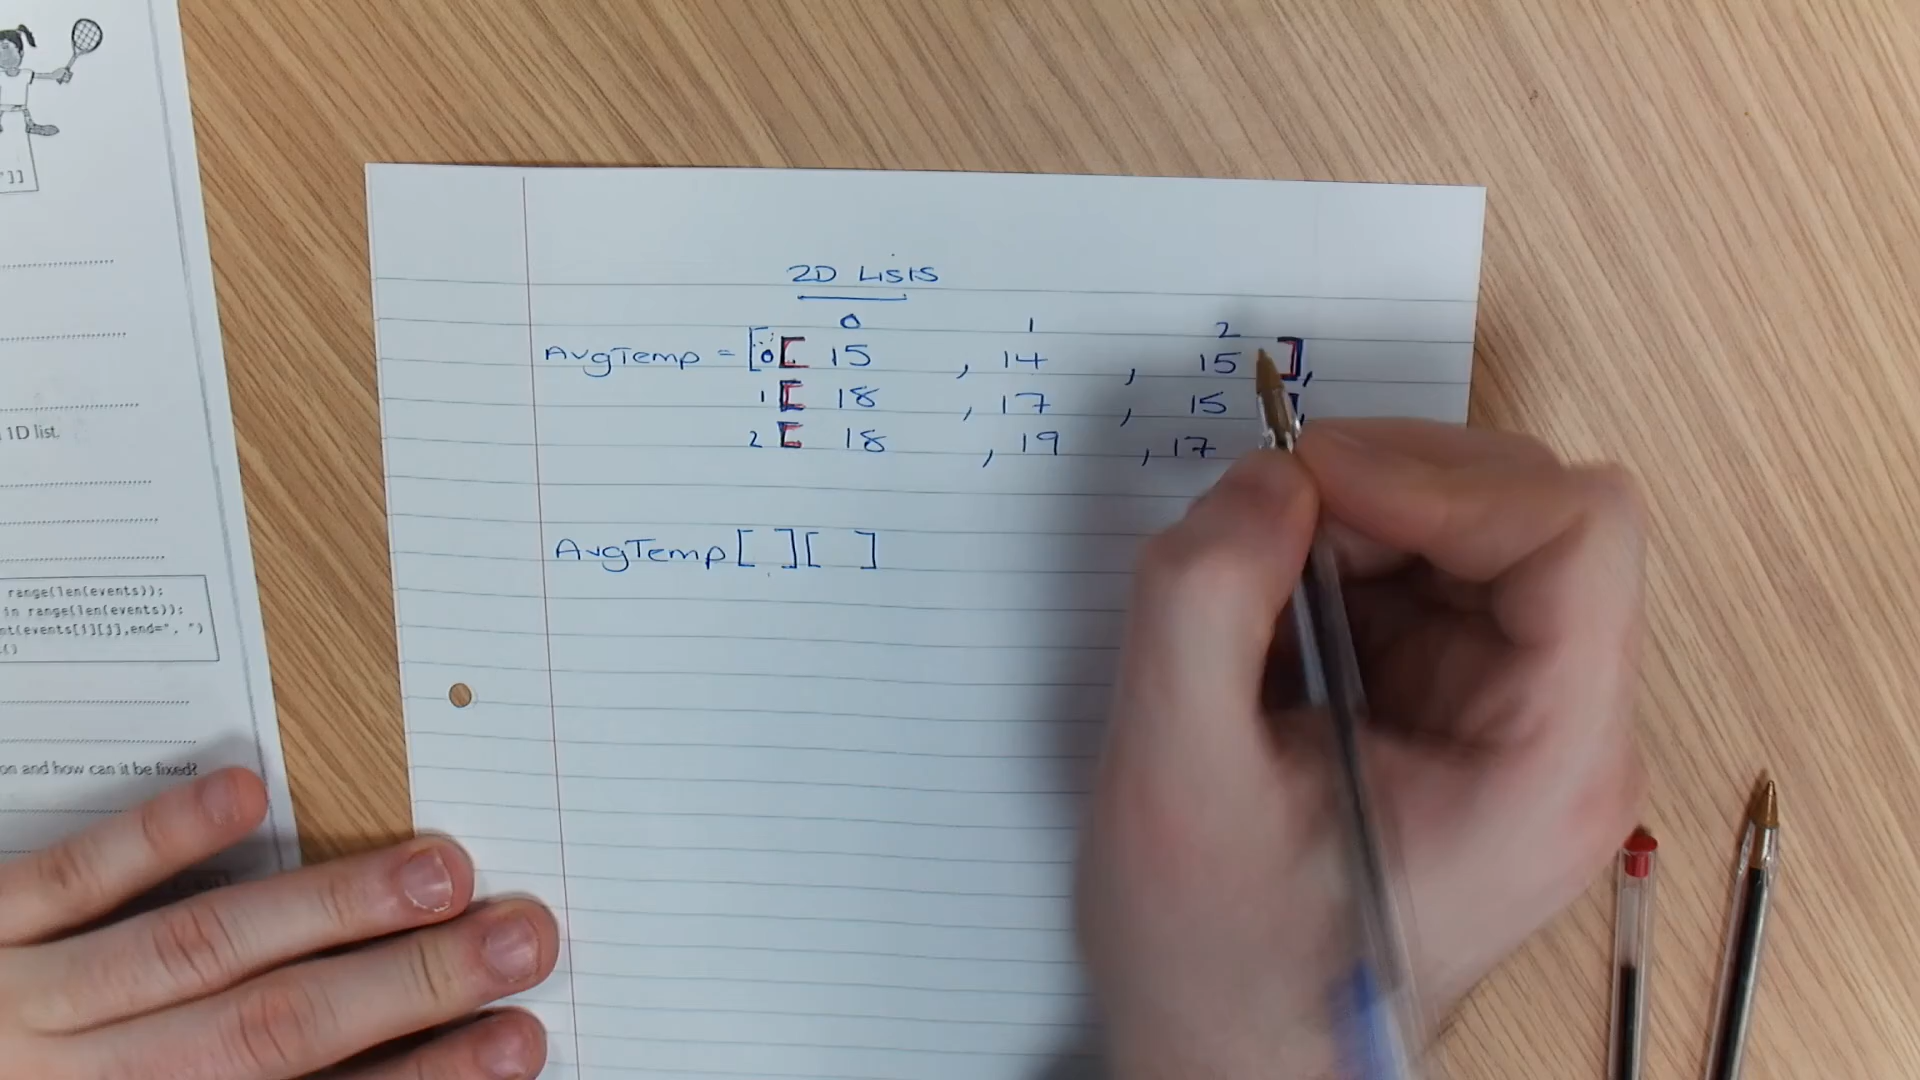 "]]
1D list.
range(len(events)):
in range(len(events)):
nt(events[i][j],end=", ")
()
on and how can it be fixed?
2D Lists
0 1 2
AvgTemp = [0[ 15 , 14 , 15 ],
1[ 18 , 17 , 15 ],
2[ 18 , 19 , 17
AvgTemp[ ][ ]